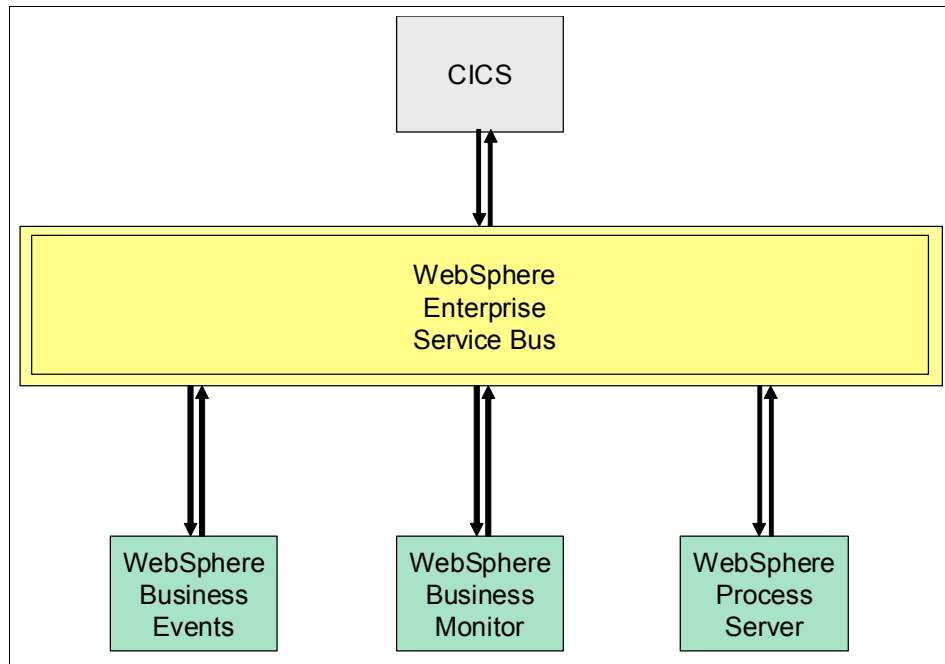 CICS
WebSphere
Enterprise
Service Bus
WebSphere
Business
Events
WebSphere
Business
Monitor
WebSphere
Process
Server